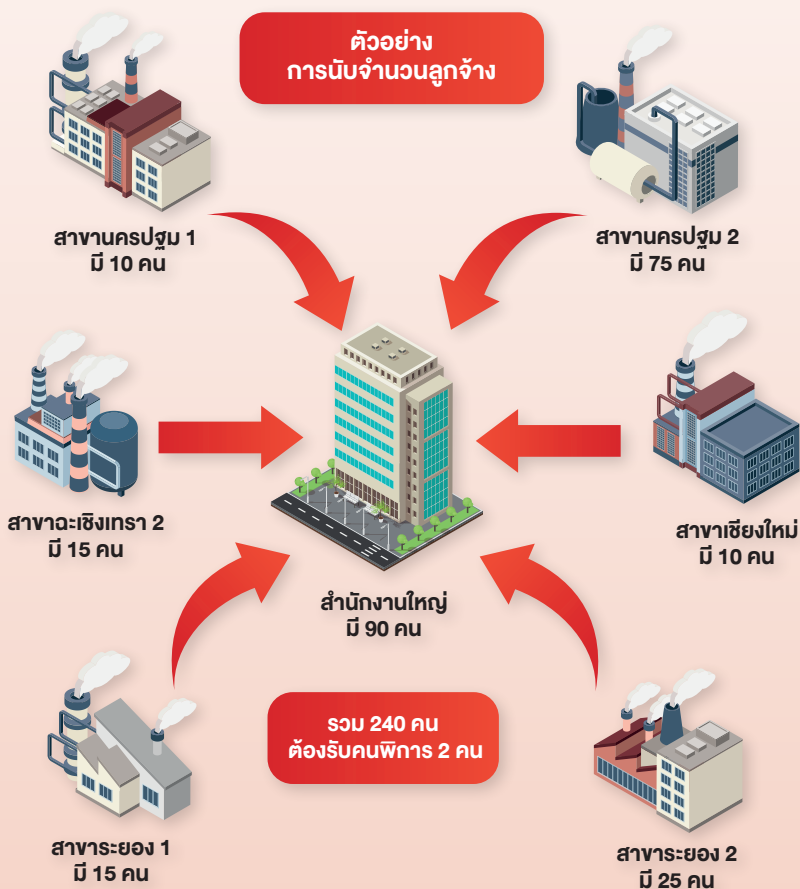 ตัวอย่าง
การนับจำนวนลูกจ้าง
สาขานครปฐม 1
มี 10 คน
สาขานครปฐม 2
มี 75 คน
สาขาฉะเชิงเทรา 2
มี 15 คน
สาขาเชียงใหม่
มี 10 คน
สำนักงานใหญ่
มี 90 คน
รวม 240 คน
ต้องรับคนพิการ 2 คน
สาขาระยอง 1
มี 15 คน
สาขาระยอง 2
มี 25 คน